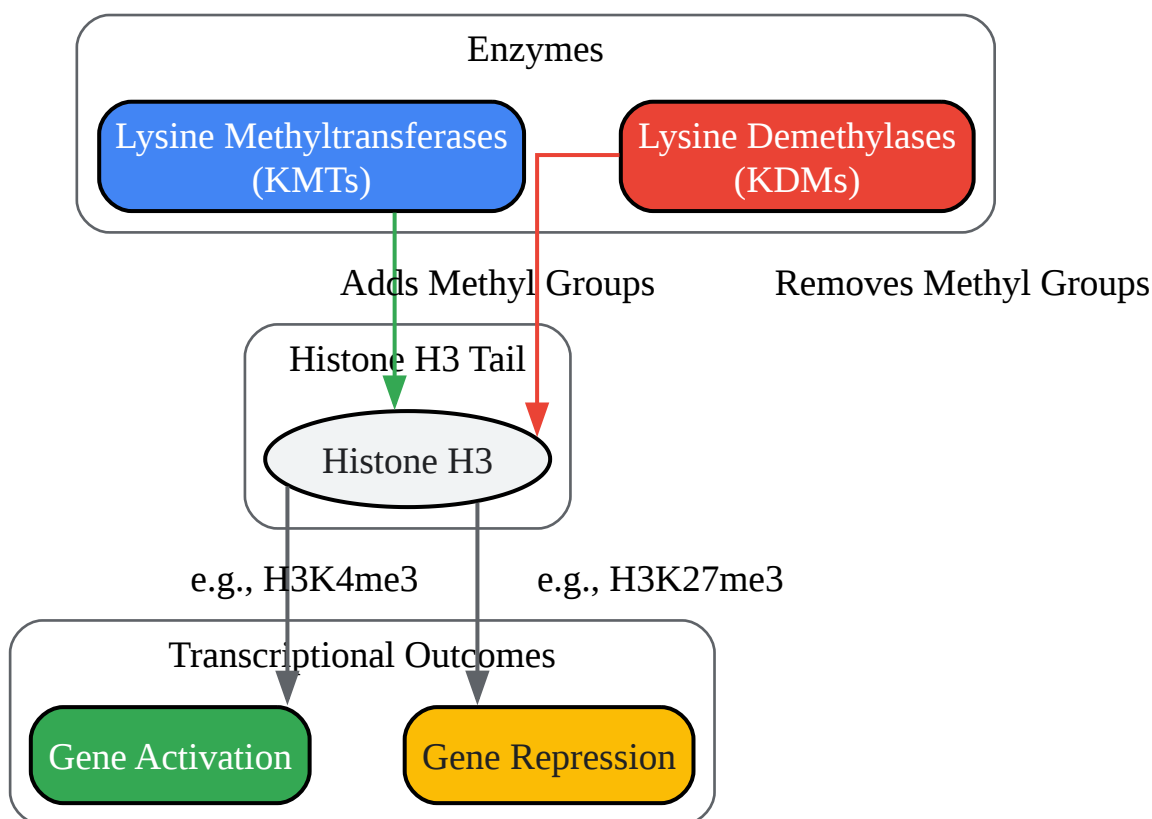 Enzymes
Lysine Methyltransferases
(KMTs)
Lysine Demethylases
(KDMs)
Adds Methyl Groups
Removes Methyl Groups
Histone H3 Tail
Histone H3
e.g., H3K4me3
e.g., H3K27me3
Transcriptional Outcomes
Gene Activation
Gene Repression